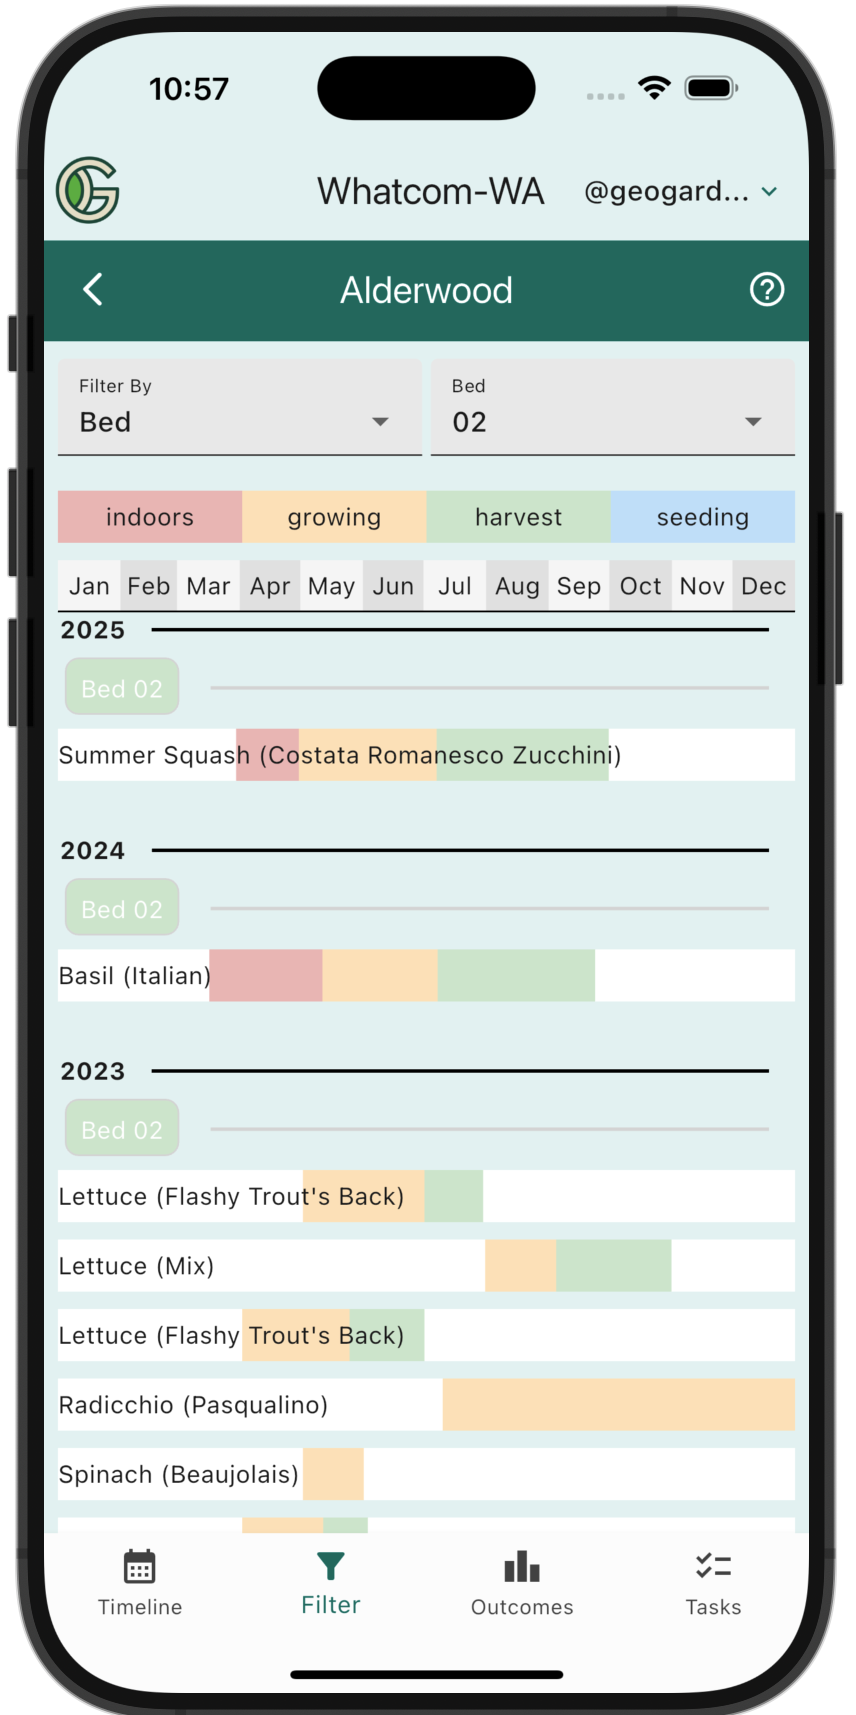 10:57
Whatcom-WA @geogard...
Alderwood
Filter By Bed
Bed 02
indoors growing harvest seeding
Jan Feb Mar Apr May Jun Jul Aug Sep Oct Nov Dec
2025
Bed 02
Summer Squash (Costata Romanesco Zucchini)
2024
Bed 02
Basil (Italian)
2023
Bed 02
Lettuce (Flashy Trout's Back)
Lettuce (Mix)
Lettuce (Flashy Trout's Back)
Radicchio (Pasqualino)
Spinach (Beaujolais)
Timeline Filter Outcomes Tasks